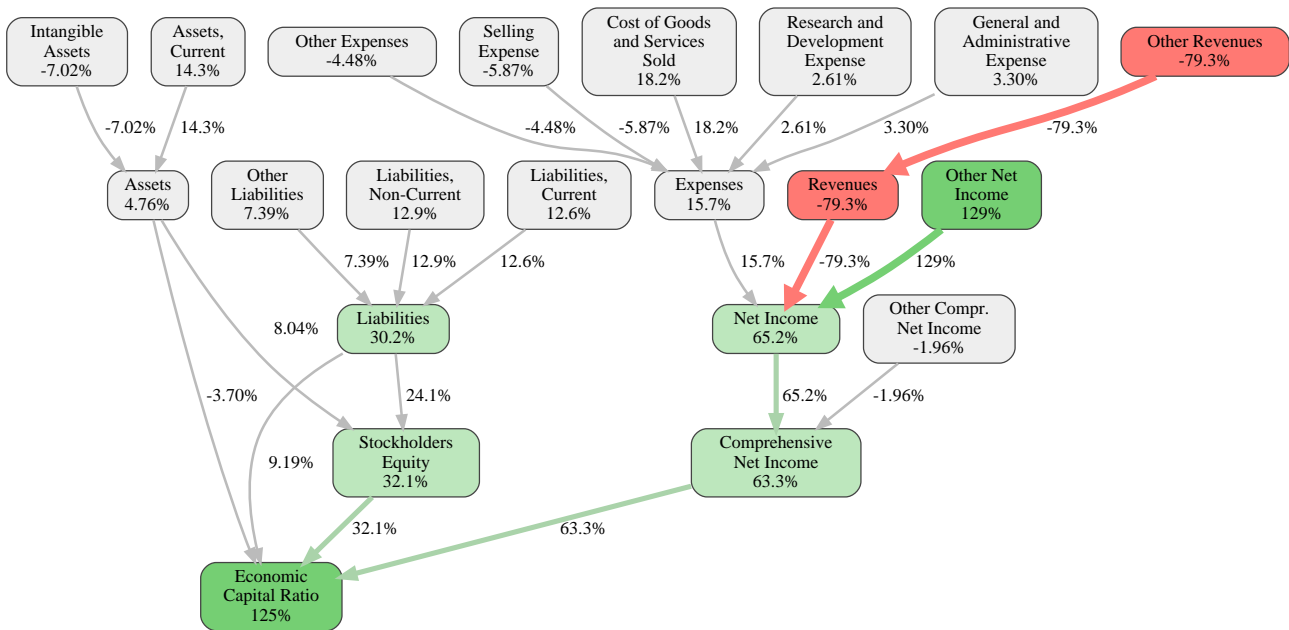 Intangible
Assets
-7.02%
Assets,
Current
14.3%
Other Expenses
-4.48%
Selling
Expense
-5.87%
Cost of Goods
and Services
Sold
18.2%
Research and
Development
Expense
2.61%
General and
Administrative
Expense
3.30%
Other Revenues
-79.3%
-7.02%
14.3%
-4.48%
-5.87%
18.2%
2.61%
3.30%
-79.3%
Assets
4.76%
Other
Liabilities
7.39%
Liabilities,
Non-Current
12.9%
Liabilities,
Current
12.6%
Expenses
15.7%
Revenues
-79.3%
Other Net
Income
129%
7.39%
12.9%
12.6%
15.7%
-79.3%
129%
Liabilities
30.2%
Net Income
65.2%
Other Compr.
Net Income
-1.96%
8.04%
-3.70%
24.1%
65.2%
-1.96%
Stockholders
Equity
32.1%
Comprehensive
Net Income
63.3%
9.19%
32.1%
63.3%
Economic
Capital Ratio
125%